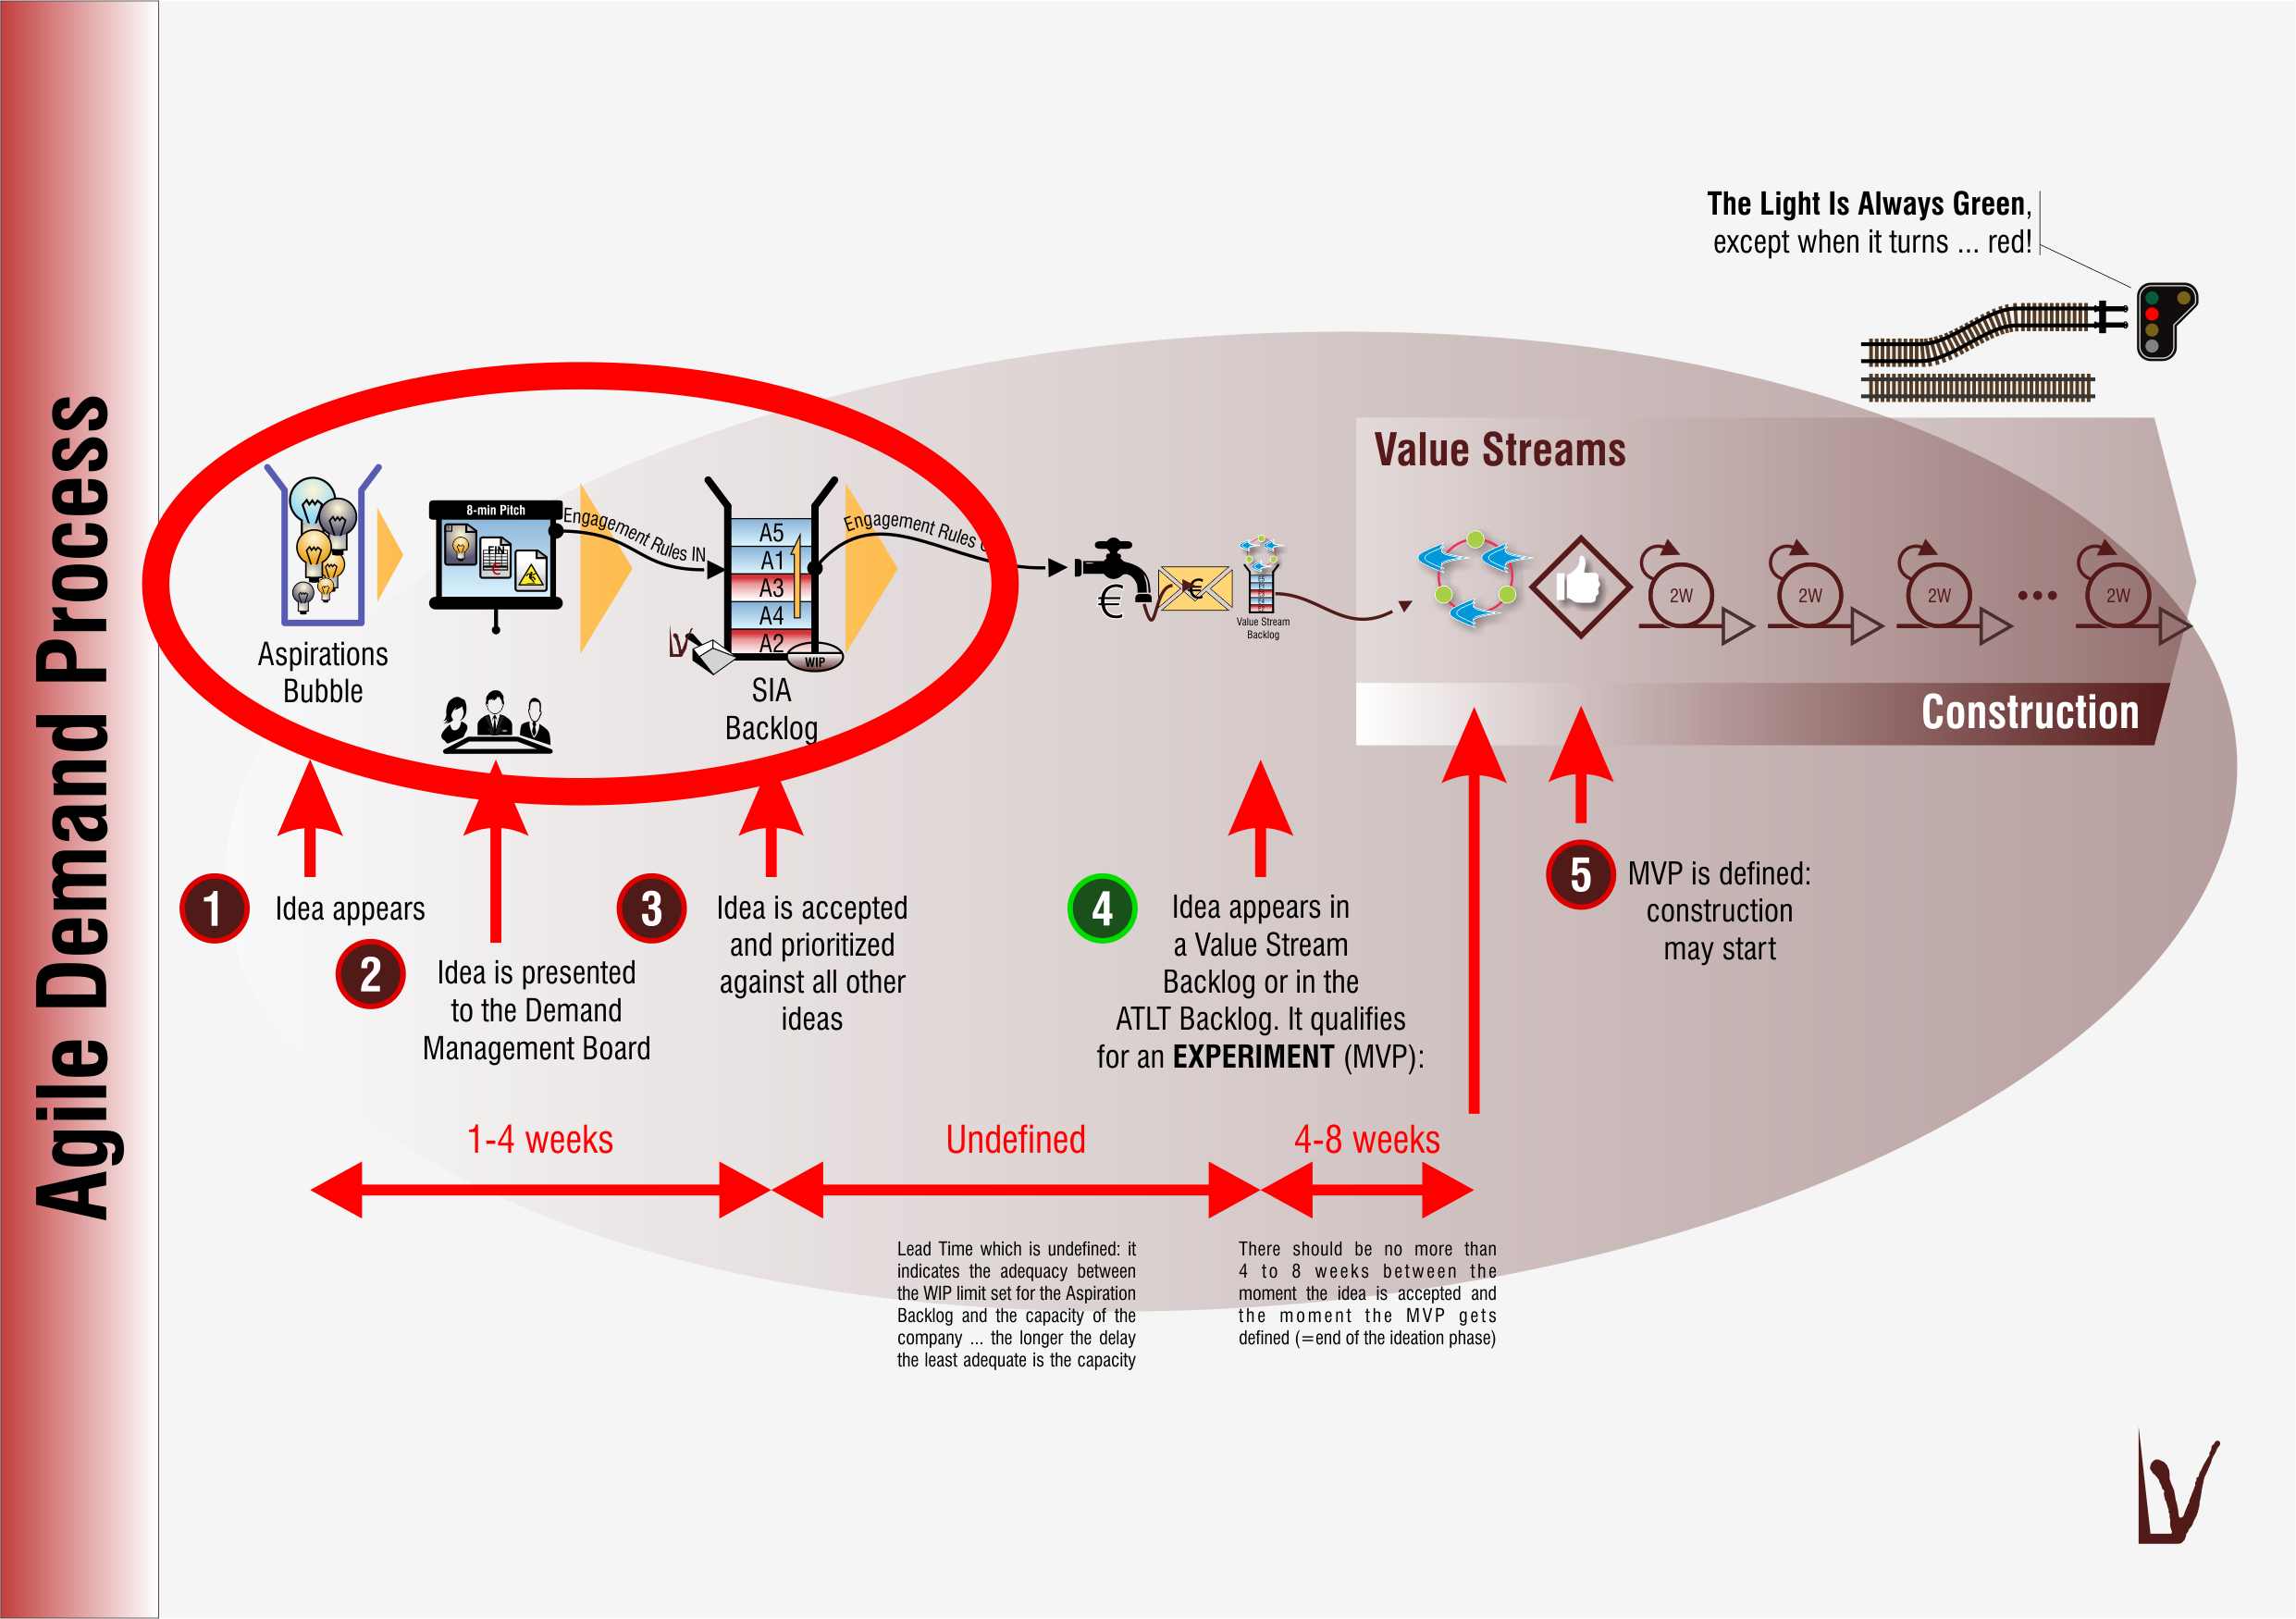 Agile Demand Process
The Light Is Always Green,
except when it turns ... red!
Value Streams
8-min Pitch
FIN
€
Engagement Rules IN
A5
A1
A3
A4
A2
WIP
Engagement Rules
€
€
Value Stream
Backlog
2W
2W
2W
...
2W
Aspirations
Bubble
SIA
Backlog
Construction
1
Idea appears
2
Idea is presented
to the Demand
Management Board
3
Idea is accepted
and prioritized
against all other
ideas
4
Idea appears in
a Value Stream
Backlog or in the
ATLT Backlog. It qualifies
for an EXPERIMENT (MVP):
5
MVP is defined:
construction
may start
1-4 weeks
Undefined
4-8 weeks
Lead Time which is undefined: it
indicates the adequacy between
the WIP limit set for the Aspiration
Backlog and the capacity of the
company ... the longer the delay
the least adequate is the capacity
There should be no more than
4 to 8 weeks between the
moment the idea is accepted and
the moment the MVP gets
defined (=end of the ideation phase)
LV